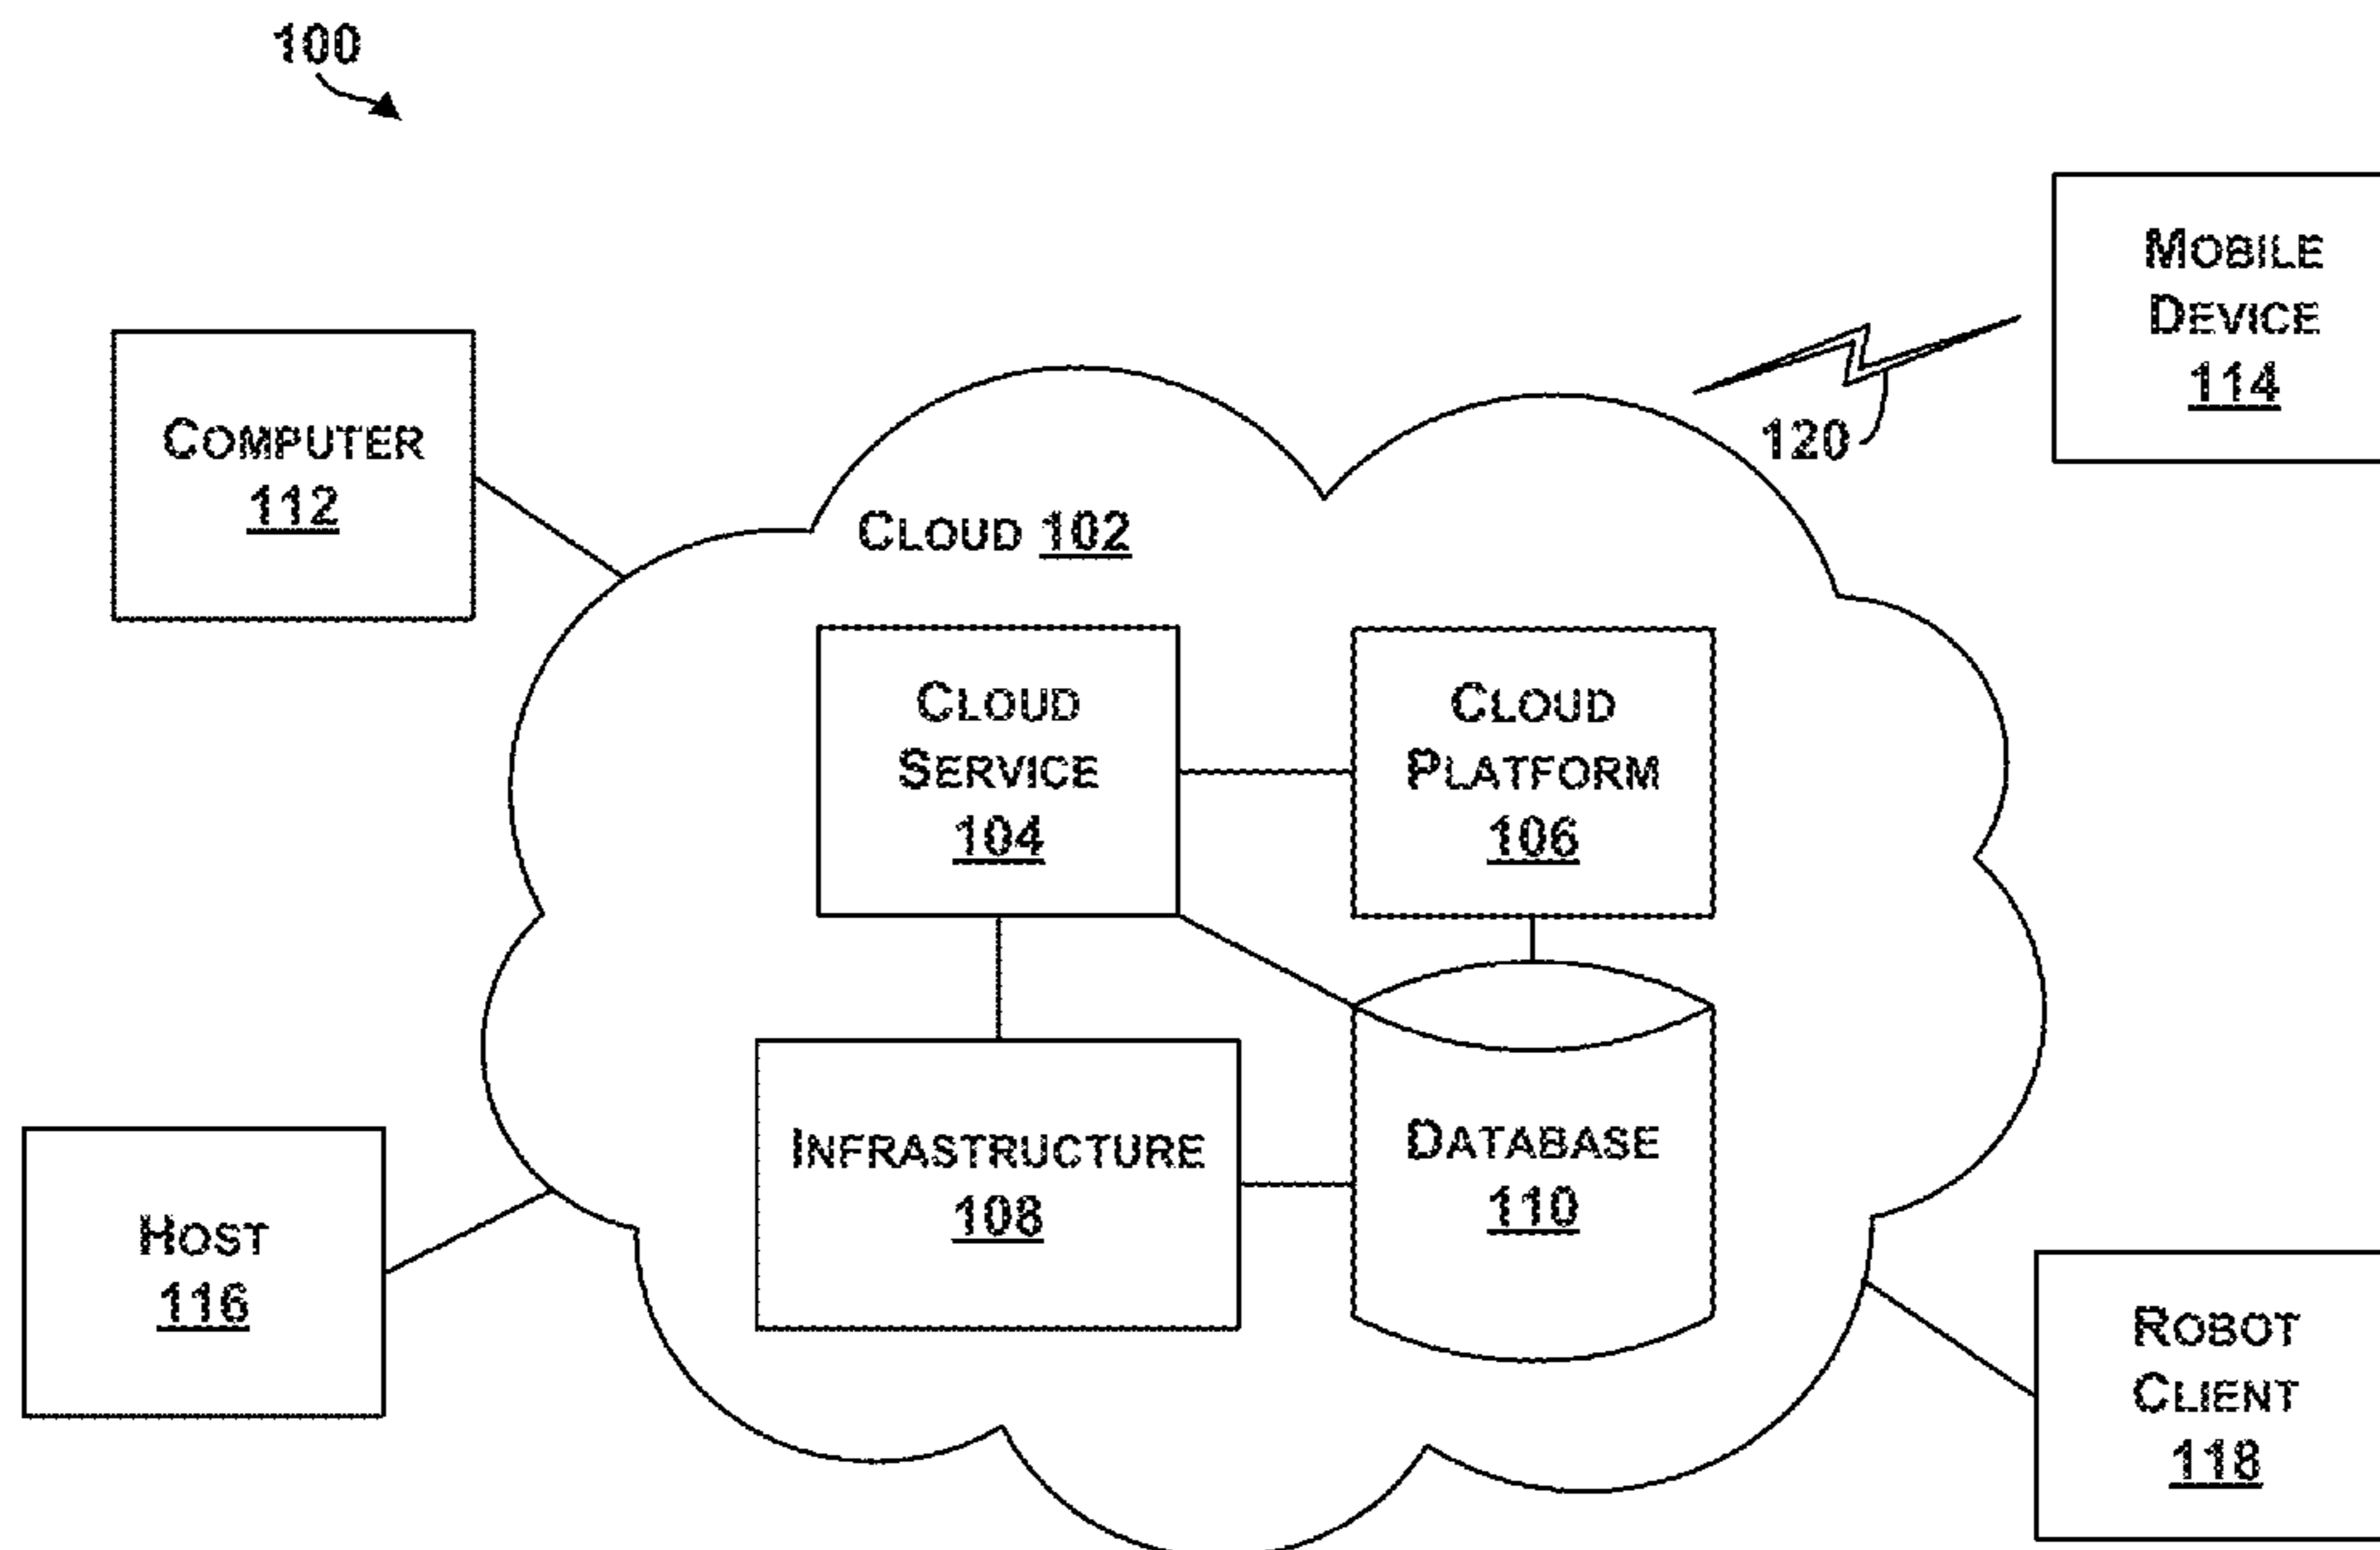 100
MOBILE
DEVICE
114
COMPUTER
112
120
CLOUD 102
CLOUD
SERVICE
104
CLOUD
PLATFORM
106
INFRASTRUCTURE
108
DATABASE
110
HOST
116
ROBOT
CLIENT
118